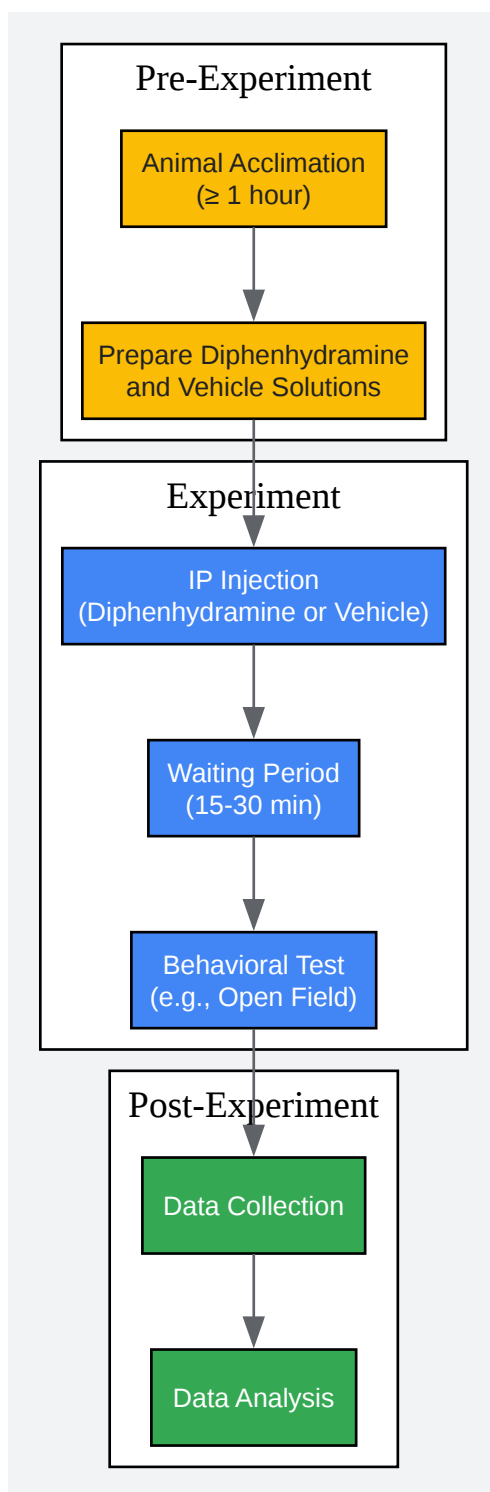 Pre-Experiment
Animal Acclimation
(≥ 1 hour)
Prepare Diphenhydramine
and Vehicle Solutions
Experiment
IP Injection
(Diphenhydramine or Vehicle)
Waiting Period
(15-30 min)
Behavioral Test
(e.g., Open Field)
Post-Experiment
Data Collection
Data Analysis